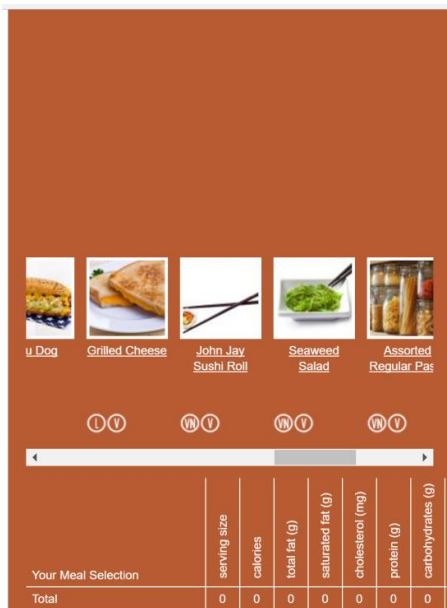 u Dog
Grilled Cheese
John Jay
Sushi Roll
Seaweed
Salad
Assorted
Regular Pas
L V
VN V
VN V
VN V
serving size
calories
total fat (g)
saturated fat (g)
cholesterol (mg)
protein (g)
carbohydrates (g)
Your Meal Selection
Total 0 0 0 0 0 0 0